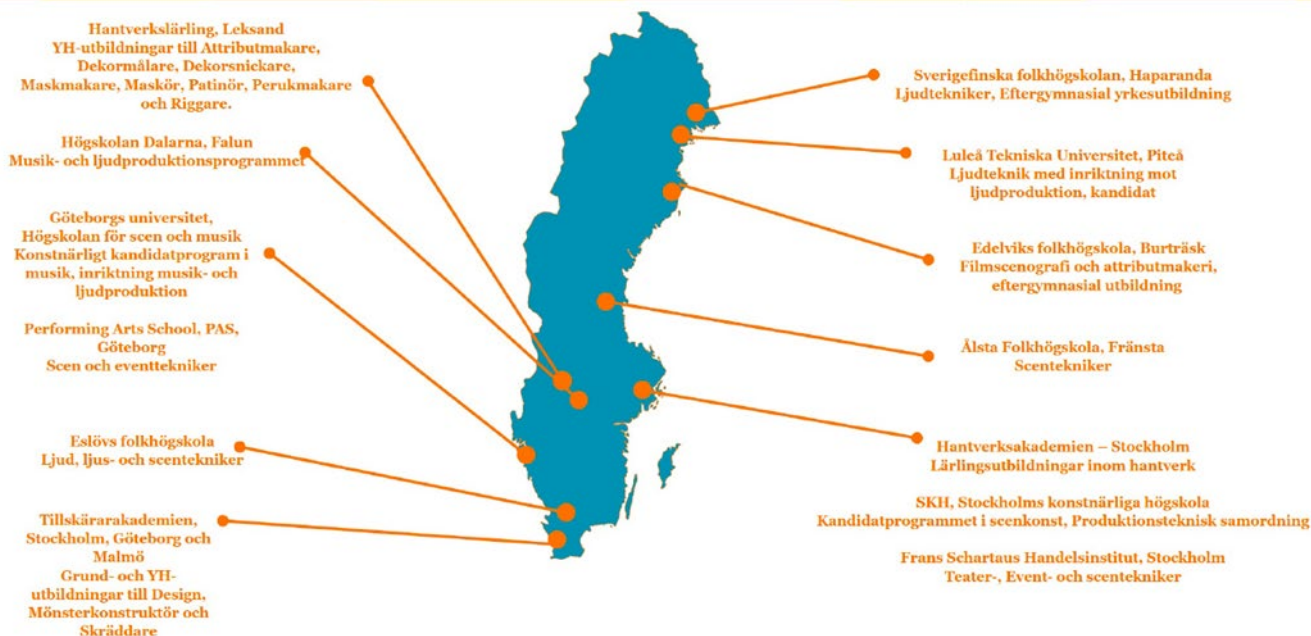 Hantverkslärling, Leksand
YH-utbildningar till Attributmakare,
Dekormålare, Dekorsnickare,
Maskmakare, Maskör, Patinör, Perukmakare
och Riggare.
Högskolan Dalarna, Falun
Musik- och ljudproduktionsprogrammet
Göteborgs universitet,
Högskolan för scen och musik
Konstnärligt kandidatprogram i
musik, inriktning musik- och
ljudproduktion
Performing Arts School, PAS,
Göteborg
Scen och eventtekniker
Eslövs folkhögskola
Ljud, ljus- och scentekniker
Tillskärarakademien,
Stockholm, Göteborg och
Malmö
Grund- och YH-
utbildningar till Design,
Mönsterkonstruktör och
Skräddare
Sverigefinska folkhögskolan, Haparanda
Ljudtekniker, Eftergymnasial yrkesutbildning
Luleå Tekniska Universitet, Piteå
Ljudteknik med inriktning mot
ljudproduktion, kandidat
Edelviks folkhögskola, Burträsk
Filmscenografi och attributmakeri,
eftergymnasial utbildning
Ålsta Folkhögskola, Fränsta
Scentekniker
Hantverksakademien – Stockholm
Lärlingsutbildningar inom hantverk
SKH, Stockholms konstnärliga högskola
Kandidatprogrammet i scenkonst, Produktionsteknisk samordning
Frans Schartaus Handelsinstitut, Stockholm
Teater-, Event- och scentekniker